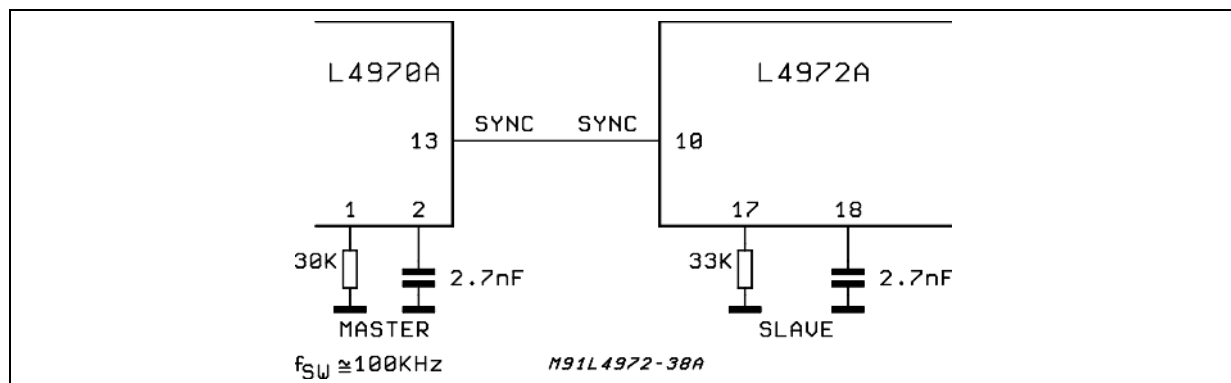 L4970A L4972A
SYNC SYNC
13 10
1 2 17 18
30K 2.7nF 33K 2.7nF
MASTER SLAVE
fSW ≅100KHz M91L4972-38A